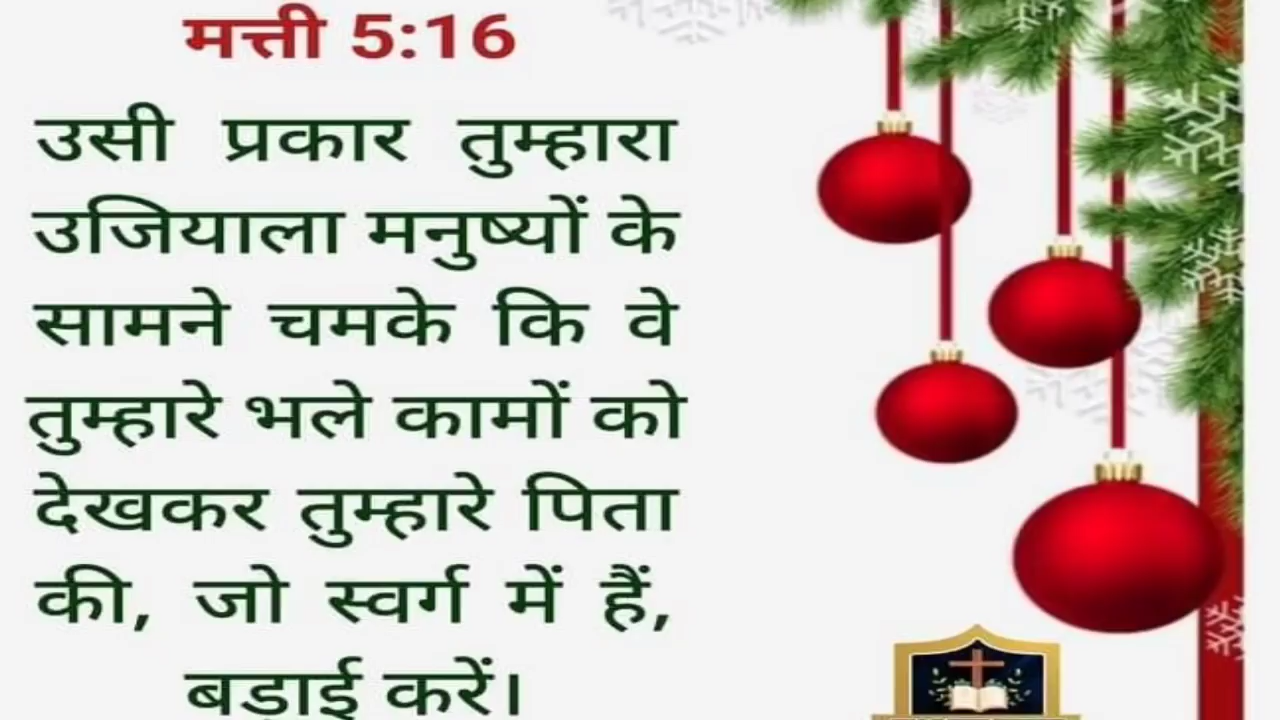 मत्ती 5:16
उसी प्रकार तुम्हारा
उजियाला मनुष्यों के
सामने चमके कि वे
तुम्हारे भले कामों को
देखकर तुम्हारे पिता
की, जो स्वर्ग में हैं,
बड़ाई करें।